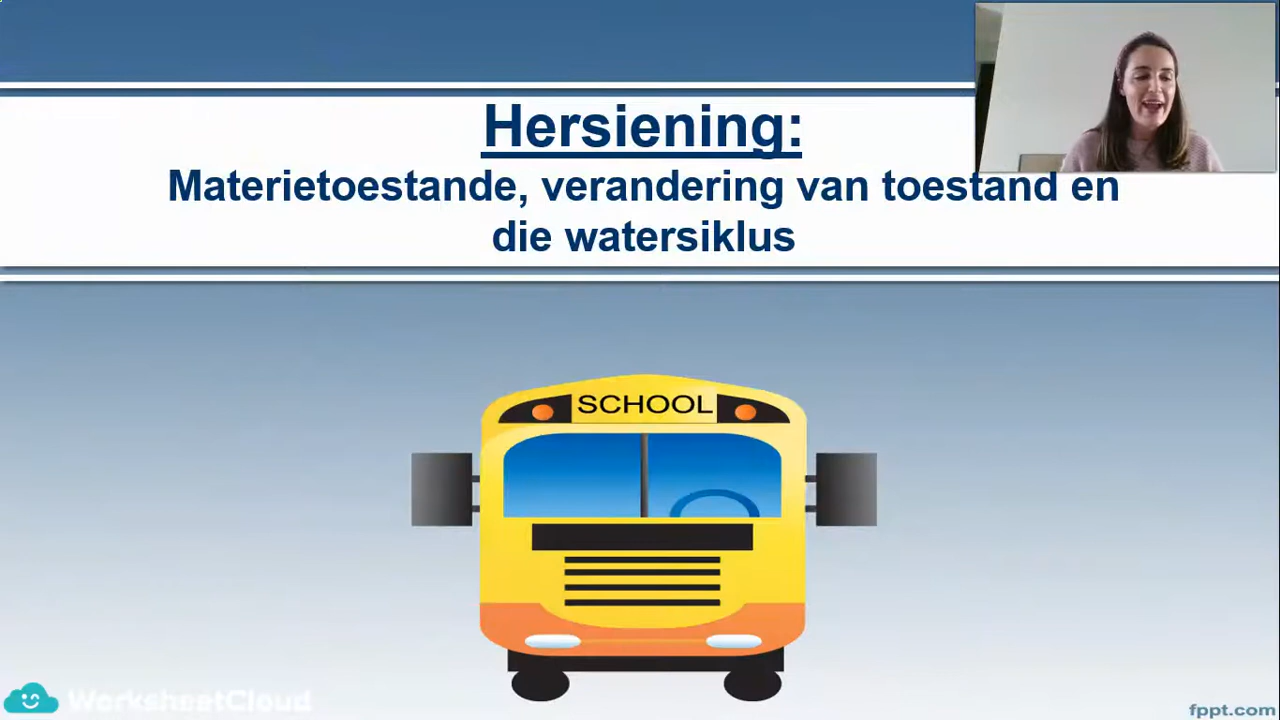 Hersiening:
Materietoestande, verandering van toestand en
die watersiklus
SCHOOL
WorksheetCloud
fppt.com